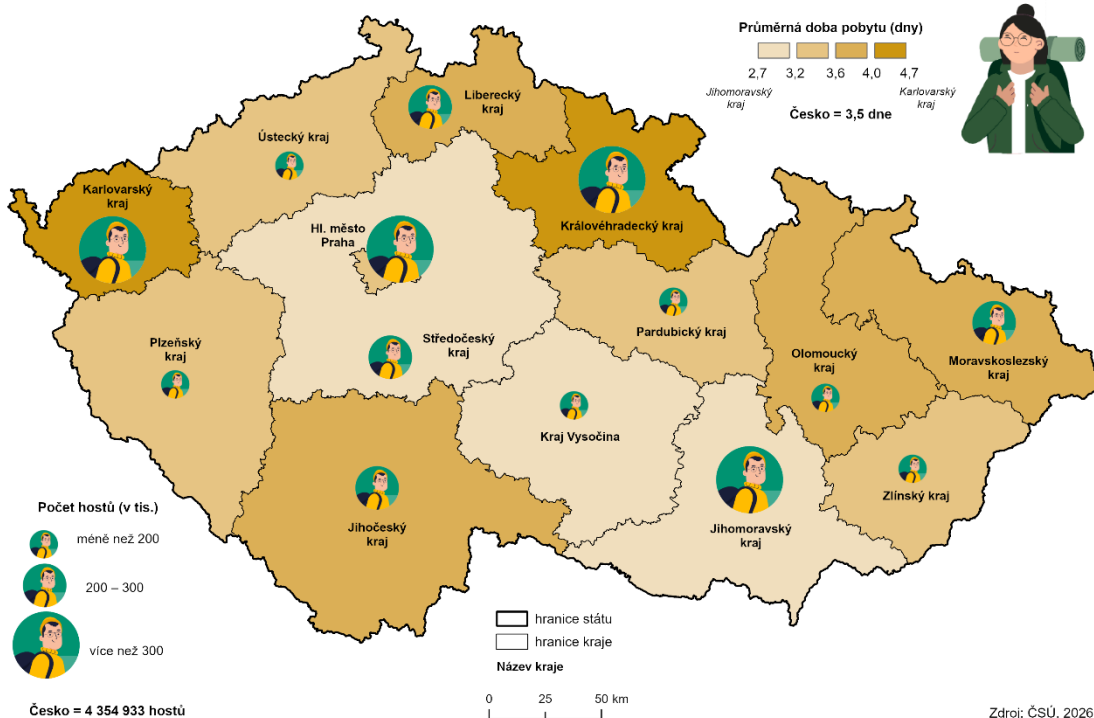 Průměrná doba pobytu (dny)
2,7 3,2 3,6 4,0 4,7
Jihomoravský
kraj
Karlovarský
kraj
Česko = 3,5 dne
Liberecký
kraj
Ústecký kraj
Karlovarský
kraj
Královéhradecký kraj
Hl. město
Praha
Středočeský
kraj
Pardubický kraj
Plzeňský
kraj
Olomoucký
kraj
Moravskoslezský
kraj
Kraj Vysočina
Zlínský kraj
Jihočeský
kraj
Jihomoravský
kraj
Počet hostů (v tis.)
méně než 200
200 – 300
více než 300
Česko = 4 354 933 hostů
hranice státu
hranice kraje
Název kraje
0 25 50 km
Zdroj: ČSÚ, 2026